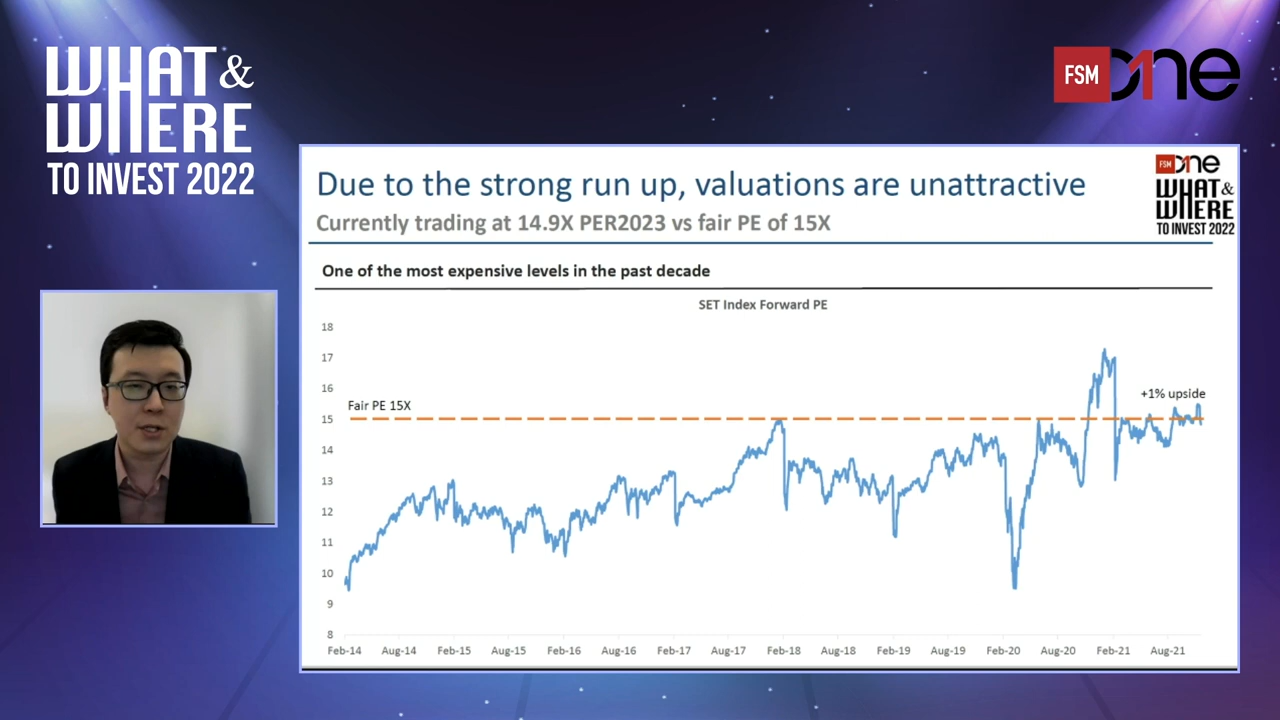 WHAT &
WHERE
TO INVEST 2022
FSM one
Due to the strong run up, valuations are unattractive
Currently trading at 14.9X PER2023 vs fair PE of 15X
FSM one
WHAT &
WHERE
TO INVEST 2022
One of the most expensive levels in the past decade
SET Index Forward PE
18
17
16
15
14
13
12
11
10
9
8
Fair PE 15X
+1% upside
Feb-14 Aug-14 Feb-15 Aug-15 Feb-16 Aug-16 Feb-17 Aug-17 Feb-18 Aug-18 Feb-19 Aug-19 Feb-20 Aug-20 Feb-21 Aug-21